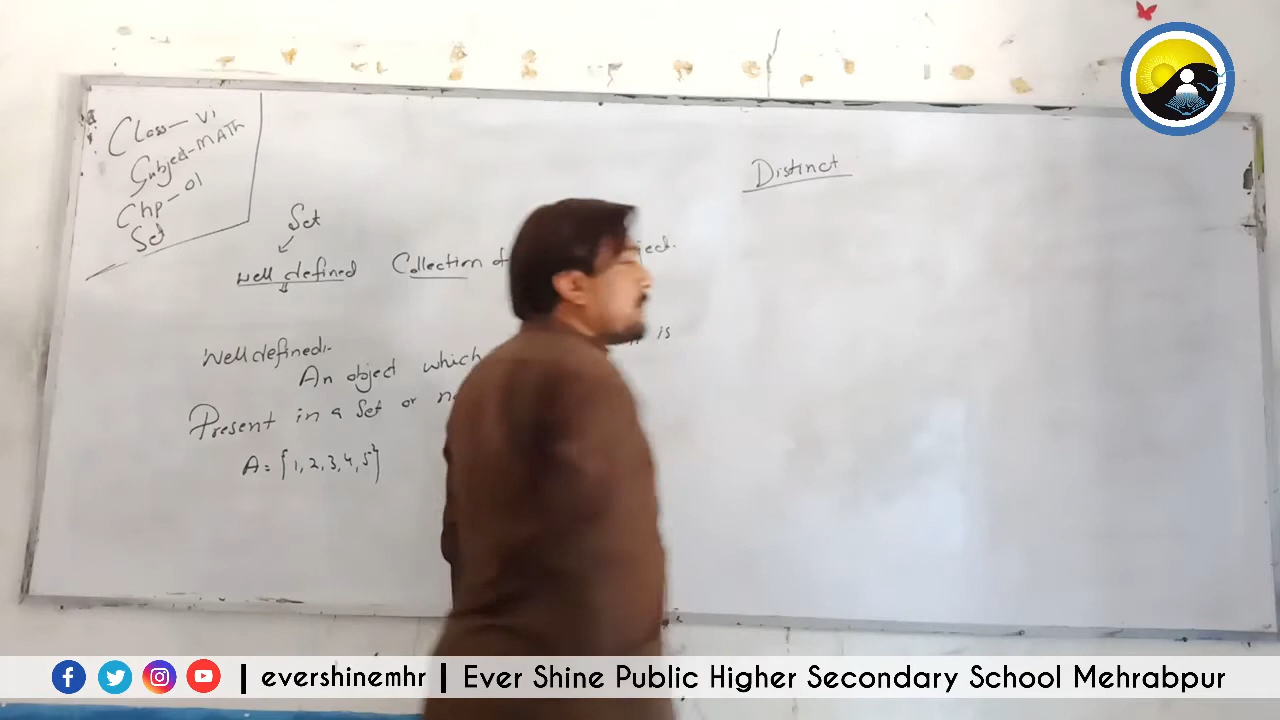 Class - VI
Subject - MATH
Chp - 01
Set
Set
well defined Collection of ject.
Well defined:-
An object which is
Present in a Set or
A = {1, 2, 3, 4, 5}
Distinct
| evershinemhr | Ever Shine Public Higher Secondary School Mehrabpur